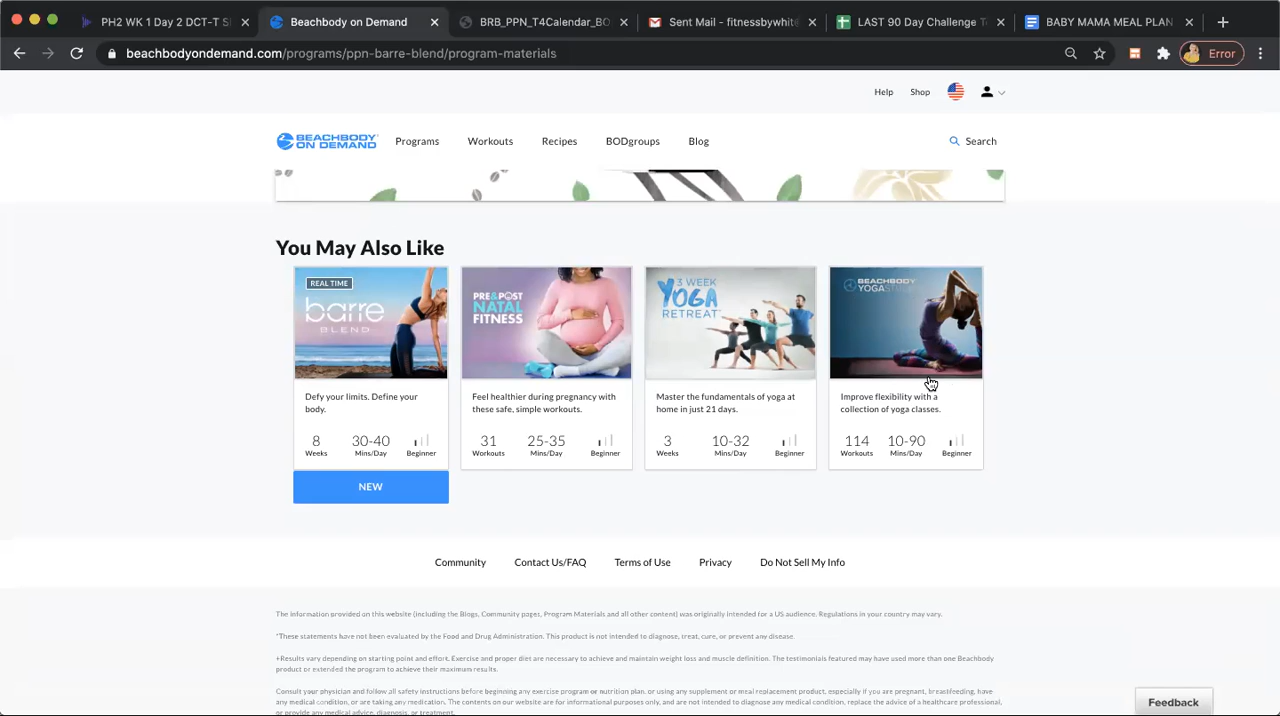 PH2 WK 1 Day 2 DCT-T S
Beachbody on Demand
BRB_PPN_T4Calendar_BO
Sent Mail - fitnessbywhit
LAST 90 Day Challenge T
BABY MAMA MEAL PLAN
beachbodyondemand.com/programs/ppn-barre-blend/program-materials
Error
Help
Shop
BEACHBODY
ON DEMAND
Programs
Workouts
Recipes
BODgroups
Blog
Search
You May Also Like
REAL TIME
barre
BLEND
PRE&POST
NATAL
FITNESS
3 WEEK
YOGA
RETREAT
BEACHBODY
Defy your limits. Define your
body.
Feel healthier during pregnancy with
these safe, simple workouts.
Master the fundamentals of yoga at
home in just 21 days.
Improve flexibility with a
collection of yoga classes.
8
Weeks
30-40
Mins/Day
Beginner
31
Workouts
25-35
Mins/Day
Beginner
3
Weeks
10-32
Mins/Day
Beginner
114
Workouts
10-90
Mins/Day
Beginner
NEW
Community
Contact Us/FAQ
Terms of Use
Privacy
Do Not Sell My Info
The information provided on this website (including the Blogs, Community pages, Program Materials and all other content) was originally intended for a US audience. Regulations in your country may vary.
*These statements have not been evaluated by the Food and Drug Administration. This product is not intended to diagnose, treat, cure, or prevent any disease.
+Results vary depending on starting point and effort. Exercise and proper diet are necessary to achieve and maintain weight loss and muscle definition. The testimonials featured may have used more than one Beachbody
product or extended the program to achieve their maximum results.
Consult your physician and follow all safety instructions before beginning any exercise program or nutrition plan, or using any supplement or meal replacement product, especially if you are pregnant, breastfeeding, have
any medical condition, or are taking any medication. The contents on our website are for informational purposes only, and are not intended to diagnose any medical condition, replace the advice of a healthcare professional,
or provide any medical advice, diagnosis, or treatment.
Feedback